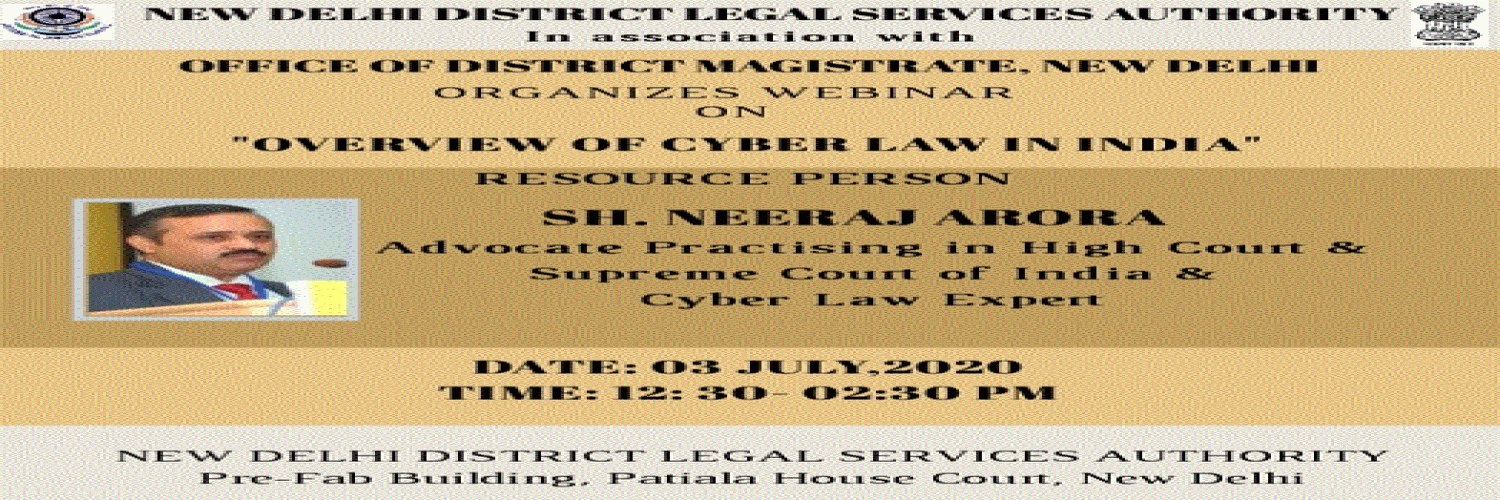 NEW DELHI DISTRICT LEGAL SERVICES AUTHORITY
In association with
OFFICE OF DISTRICT MAGISTRATE, NEW DELHI
ORGANIZES WEBINAR
ON
"OVERVIEW OF CYBER LAW IN INDIA"
RESOURCE PERSON
SH. NEERAJ ARORA
Advocate Practising in High Court &
Supreme Court of India &
Cyber Law Expert
DATE: 03 JULY,2020
TIME: 12: 30- 02:30 PM
NEW DELHI DISTRICT LEGAL SERVICES AUTHORITY
Pre-Fab Building, Patiala House Court, New Delhi